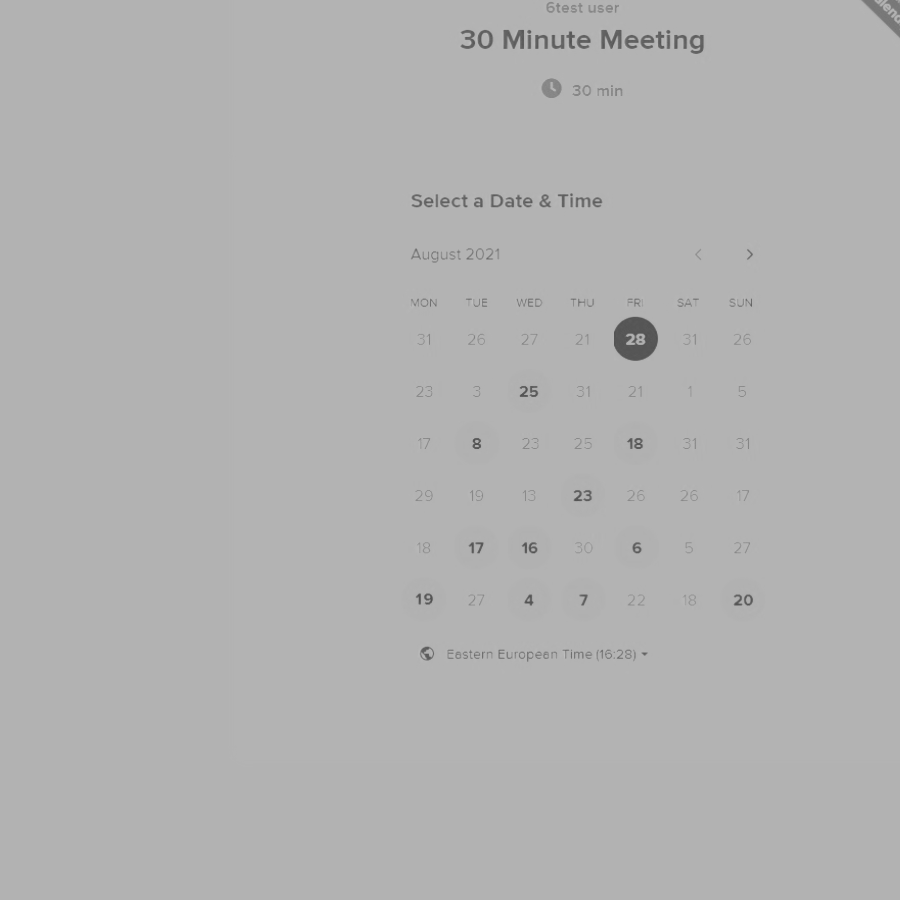 6test user
30 Minute Meeting
30 min
Select a Date & Time
August 2021
MON TUE WED THU FRI SAT SUN
31 26 27 21 28 31 26
23 3 25 31 21 1 5
17 8 23 25 18 31 31
29 19 13 23 26 26 17
18 17 16 30 6 5 27
19 27 4 7 22 18 20
Eastern European Time (16:28)